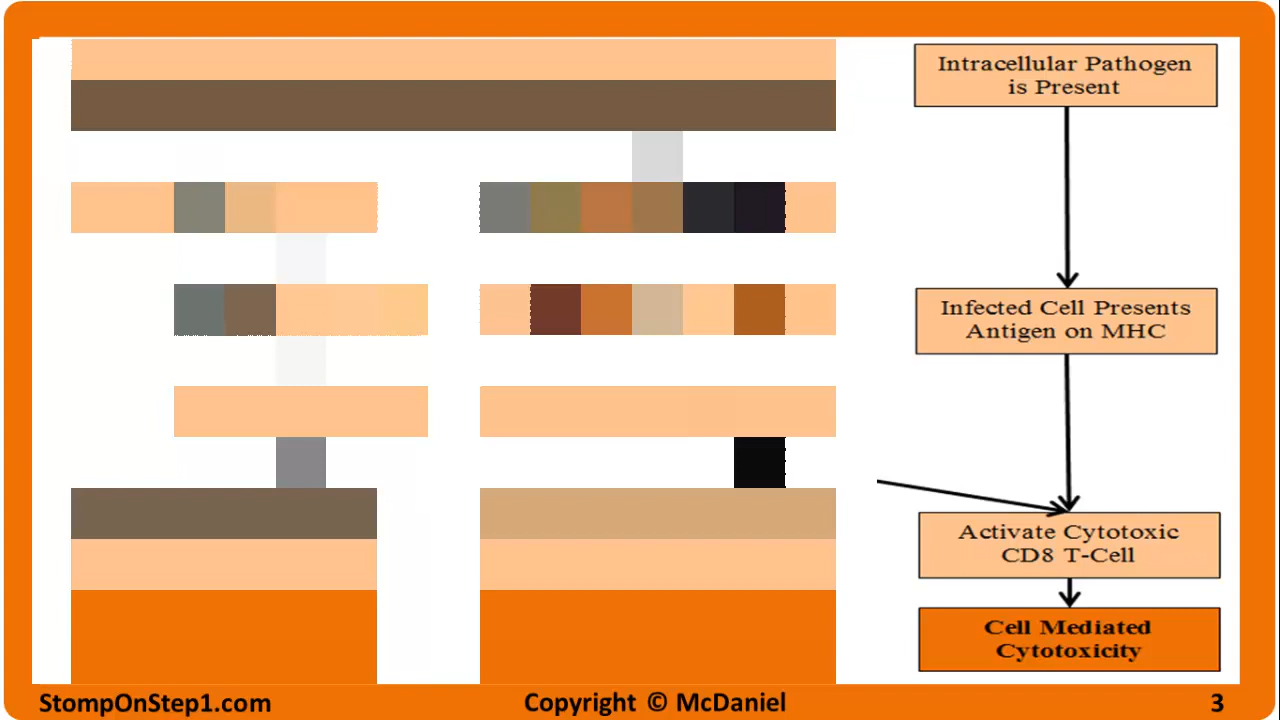 Intracellular Pathogen
is Present
Infected Cell Presents
Antigen on MHC
Activate Cytotoxic
CD8 T-Cell
Cell Mediated
Cytotoxicity
StompOnStep1.com
Copyright © McDaniel
3